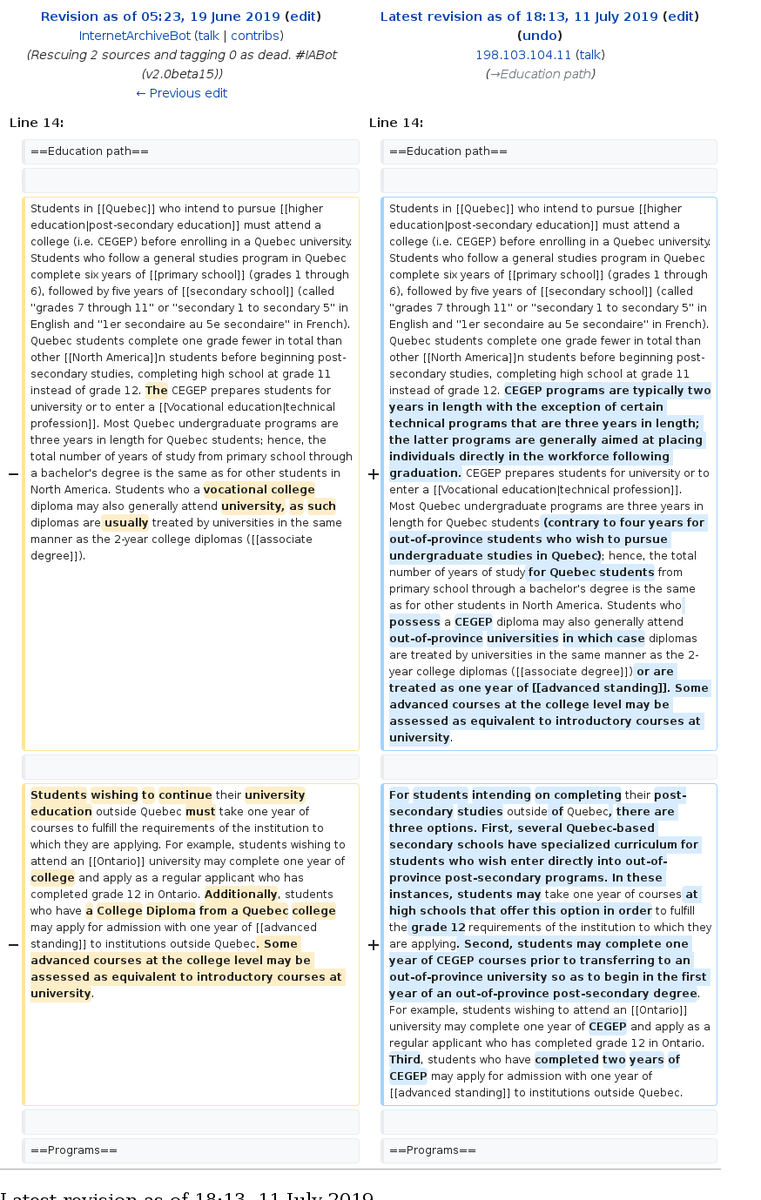 Revision as of 05:23, 19 June 2019 (edit)
InternetArchiveBot (talk | contribs)
(Rescuing 2 sources and tagging 0 as dead. #IABot
(v2.0beta15))
← Previous edit
Latest revision as of 18:13, 11 July 2019 (edit)
(undo)
198.103.104.11 (talk)
(→Education path)
Line 14:
Line 14:
==Education path==
==Education path==
−
Students in [[Quebec]] who intend to pursue [[higher
education|post-secondary education]] must attend a
college (i.e. CEGEP) before enrolling in a Quebec university.
Students who follow a general studies program in Quebec
complete six years of [[primary school]] (grades 1 through
6), followed by five years of [[secondary school]] (called
"grades 7 through 11" or "secondary 1 to secondary 5" in
English and "1er secondaire au 5e secondaire" in French).
Quebec students complete one grade fewer in total than
other [[North America]]n students before beginning post-
secondary studies, completing high school at grade 11
instead of grade 12. The CEGEP prepares students for
university or to enter a [[Vocational education|technical
profession]]. Most Quebec undergraduate programs are
three years in length for Quebec students; hence, the
total number of years of study from primary school through
a bachelor's degree is the same as for other students in
North America. Students who a vocational college
diploma may also generally attend university, as such
diplomas are usually treated by universities in the same
manner as the 2-year college diplomas ([[associate
degree]]).
+
Students in [[Quebec]] who intend to pursue [[higher
education|post-secondary education]] must attend a
college (i.e. CEGEP) before enrolling in a Quebec university.
Students who follow a general studies program in Quebec
complete six years of [[primary school]] (grades 1 through
6), followed by five years of [[secondary school]] (called
"grades 7 through 11" or "secondary 1 to secondary 5" in
English and "1er secondaire au 5e secondaire" in French).
Quebec students complete one grade fewer in total than
other [[North America]]n students before beginning post-
secondary studies, completing high school at grade 11
instead of grade 12. CEGEP programs are typically two
years in length with the exception of certain
technical programs that are three years in length;
the latter programs are generally aimed at placing
individuals directly in the workforce following
graduation. CEGEP prepares students for university or to
enter a [[Vocational education|technical profession]].
Most Quebec undergraduate programs are three years in
length for Quebec students (contrary to four years for
out-of-province students who wish to pursue
undergraduate studies in Quebec); hence, the total
number of years of study for Quebec students from
primary school through a bachelor's degree is the same
as for other students in North America. Students who
possess a CEGEP diploma may also generally attend
out-of-province universities in which case diplomas
are treated by universities in the same manner as the 2-
year college diplomas ([[associate degree]]) or are
treated as one year of [[advanced standing]]. Some
advanced courses at the college level may be
assessed as equivalent to introductory courses at
university.
−
Students wishing to continue their university
education outside Quebec must take one year of
courses to fulfill the requirements of the institution to
which they are applying. For example, students wishing to
attend an [[Ontario]] university may complete one year of
college and apply as a regular applicant who has
completed grade 12 in Ontario. Additionally, students
who have a College Diploma from a Quebec college
may apply for admission with one year of [[advanced
standing]] to institutions outside Quebec. Some
advanced courses at the college level may be
assessed as equivalent to introductory courses at
university.
+
For students intending on completing their post-
secondary studies outside of Quebec, there are
three options. First, several Quebec-based
secondary schools have specialized curriculum for
students who wish enter directly into out-of-
province post-secondary programs. In these
instances, students may take one year of courses at
high schools that offer this option in order to fulfill
the grade 12 requirements of the institution to which they
are applying. Second, students may complete one
year of CEGEP courses prior to transferring to an
out-of-province university so as to begin in the first
year of an out-of-province post-secondary degree.
For example, students wishing to attend an [[Ontario]]
university may complete one year of CEGEP and apply as a
regular applicant who has completed grade 12 in Ontario.
Third, students who have completed two years of
CEGEP may apply for admission with one year of
[[advanced standing]] to institutions outside Quebec.
==Programs==
==Programs==
Latest revision as of 18:13, 11 July 2019